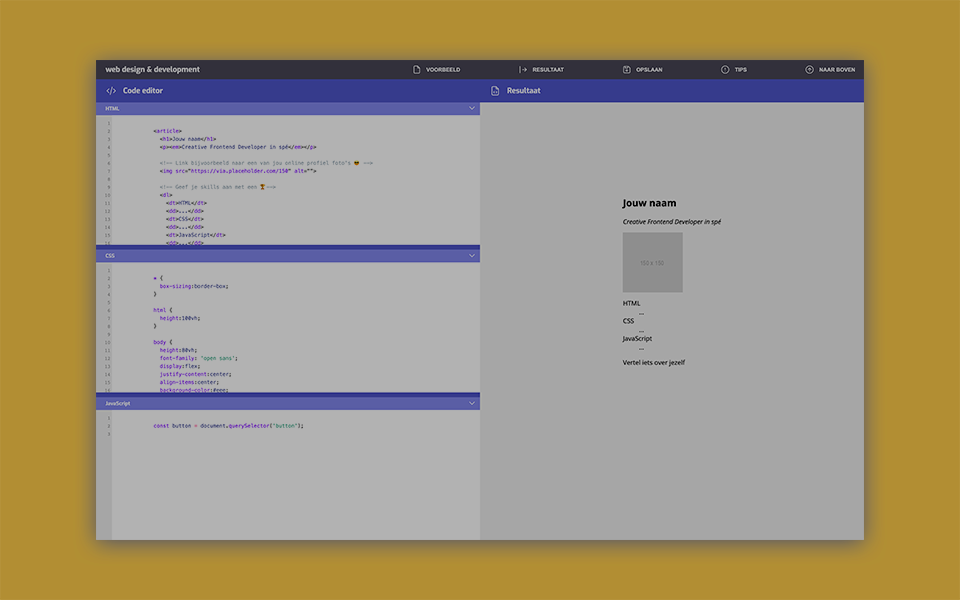 web design & development
VOORBEELD
RESULTAAT
OPSLAAN
TIPS
NAAR BOVEN
</> Code editor
Resultaat
HTML
1
2 <article>
3 <h1>Jouw naam</h1>
4 <p><em>Creative Frontend Developer in spé</em></p>
5
6 <!-- Link bijvoorbeeld naar een van jou online profiel foto's 😎 -->
7 <img src="https://via.placeholder.com/150" alt="">
8
9 <!-- Geef je skills aan met een 🏆-->
10 <dl>
11 <dt>HTML</dt>
12 <dd>...</dd>
13 <dt>CSS</dt>
14 <dd>...</dd>
15 <dt>JavaScript</dt>
16 <dd>...</dd>
CSS
1
2 * {
3 box-sizing:border-box;
4 }
5
6 html {
7 height:100vh;
8 }
9
10 body {
11 height:80vh;
12 font-family: "open sans";
13 display:flex;
14 justify-content:center;
15 align-items:center;
16 background-color:#eee;
JavaScript
1
2 const button = document.querySelector("button");
3
Jouw naam
Creative Frontend Developer in spé
150 x 150
HTML
...
CSS
...
JavaScript
...
Vertel iets over jezelf